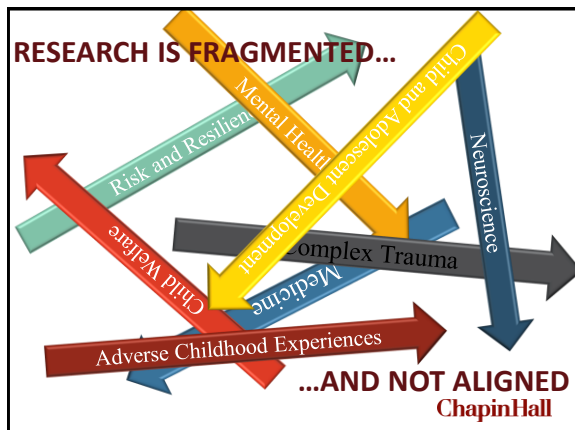 RESEARCH IS FRAGMENTED...
Mental Health
Child and Adolescent Development
Risk and Resilien
Neuroscience
Complex Trauma
Child Welfare
Medicine
Adverse Childhood Experiences
...AND NOT ALIGNED
ChapinHall